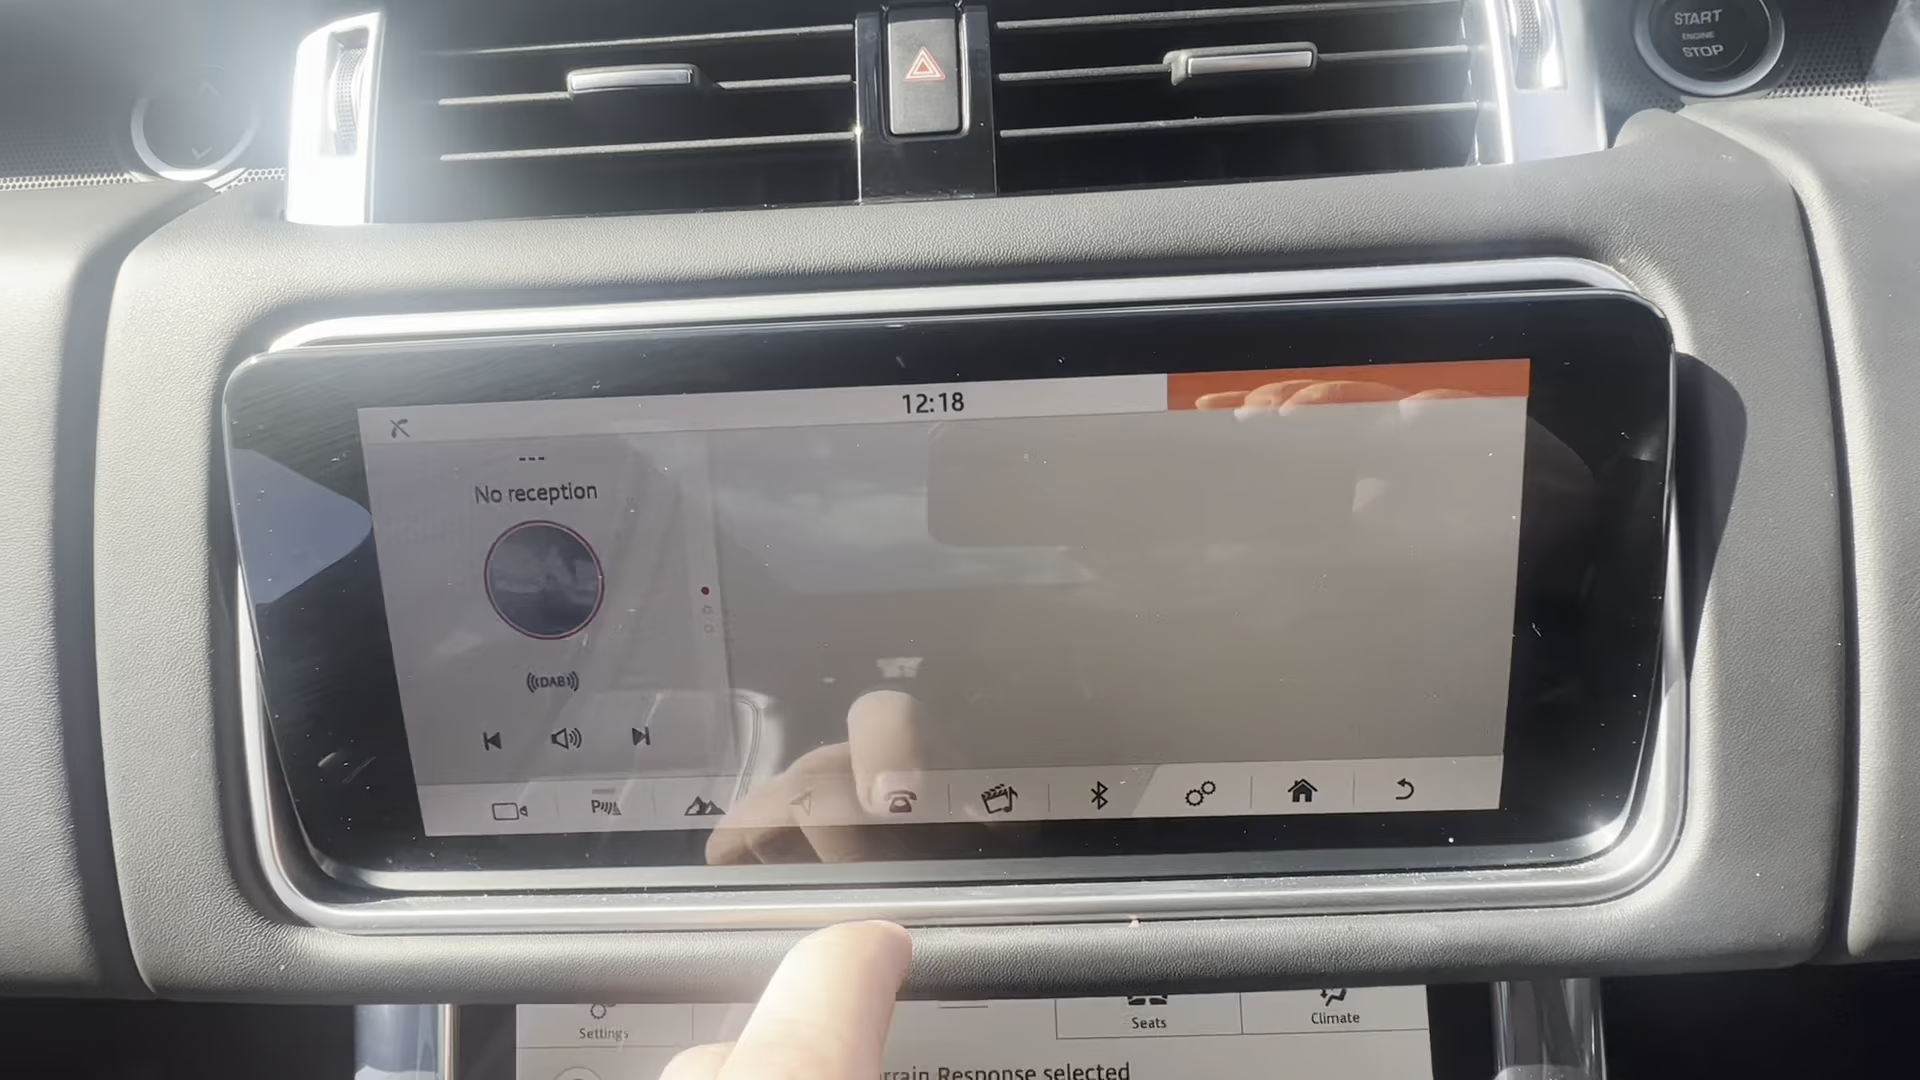 START
ENGINE
STOP
12:18
---
No reception
DAB
P
Settings
Seats
Climate
rrain Response selected